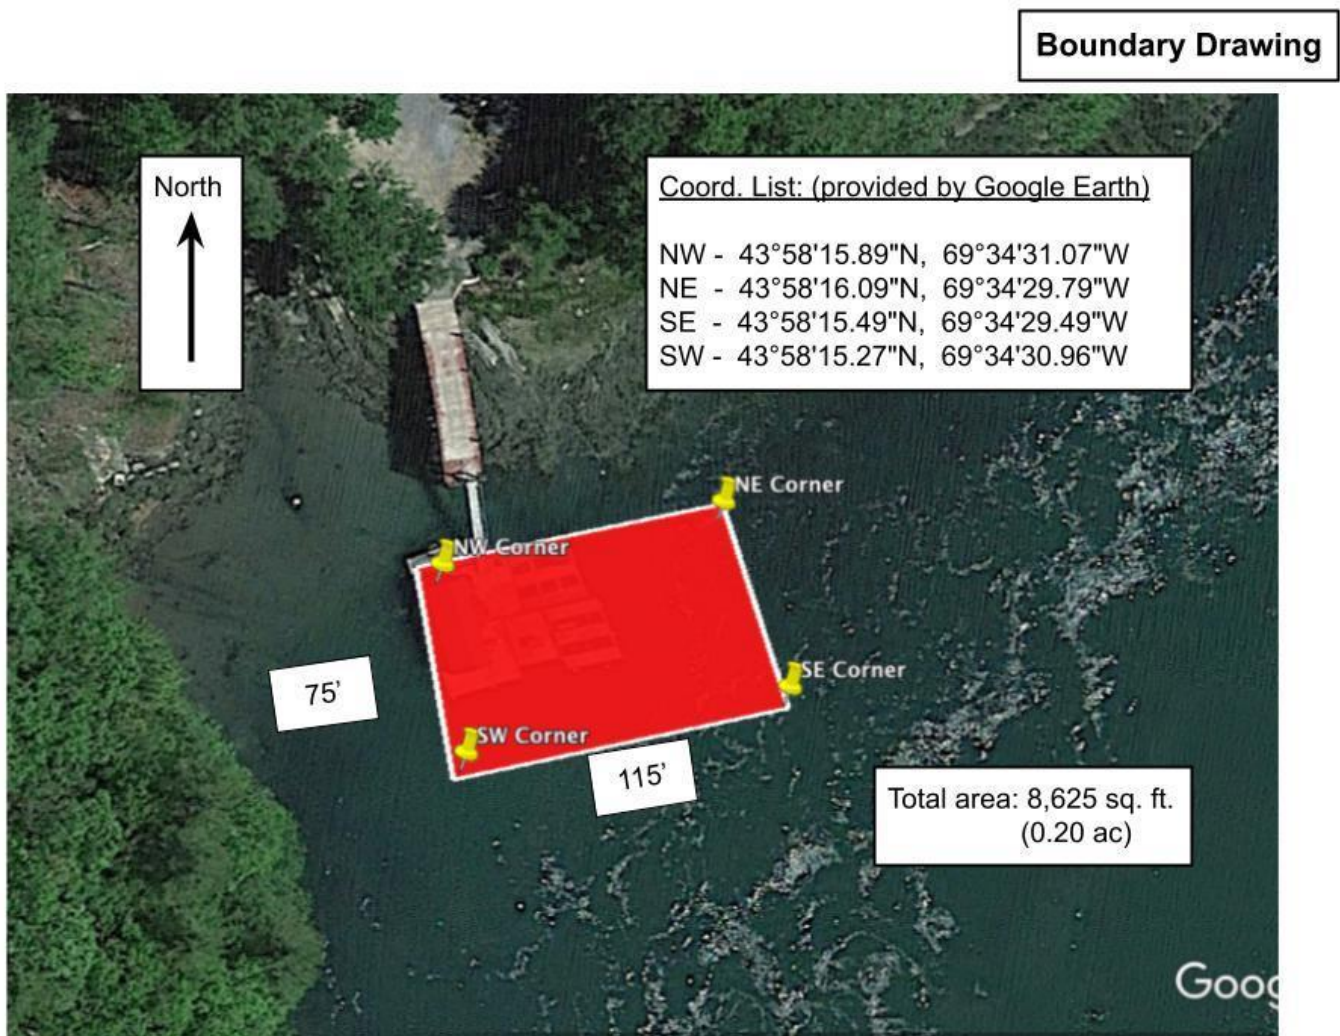 Boundary Drawing
North
Coord. List: (provided by Google Earth)
NW - 43°58'15.89"N, 69°34'31.07"W
NE - 43°58'16.09"N, 69°34'29.79"W
SE - 43°58'15.49"N, 69°34'29.49"W
SW - 43°58'15.27"N, 69°34'30.96"W
NE Corner
NW Corner
SE Corner
75’
SW Corner
115’
Total area: 8,625 sq. ft.
(0.20 ac)
Goog